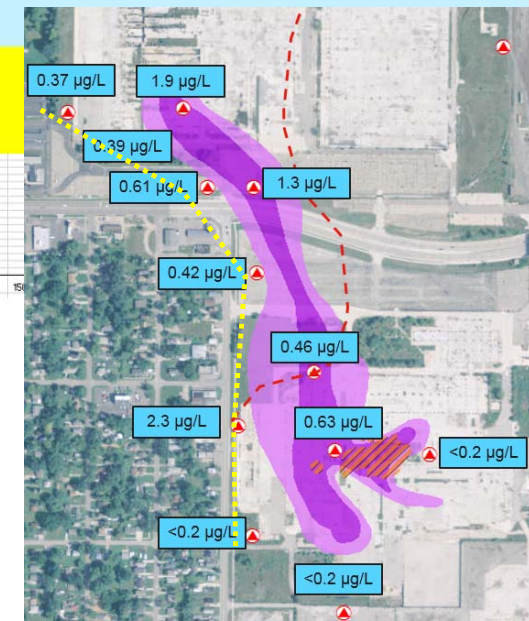 0.37 µg/L
1.9 µg/L
0.39 µg/L
0.61 µg/L
1.3 µg/L
0.42 µg/L
0.46 µg/L
2.3 µg/L
0.63 µg/L
<0.2 µg/L
<0.2 µg/L
<0.2 µg/L